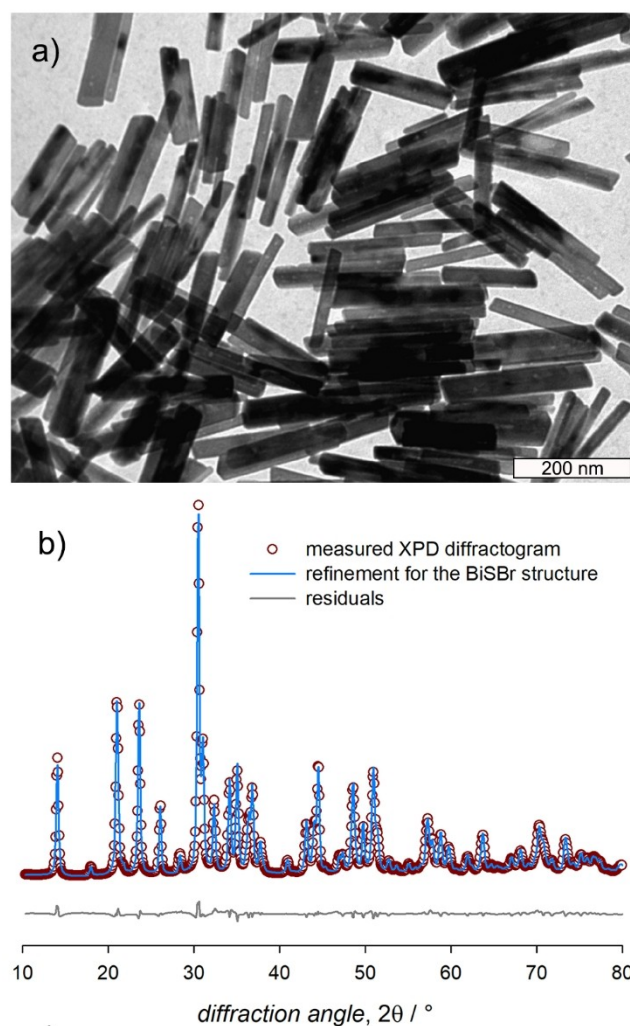 a)
200 nm
b)
measured XPD diffractogram
refinement for the BiSBr structure
residuals
10 20 30 40 50 60 70 80
diffraction angle, 2θ / °